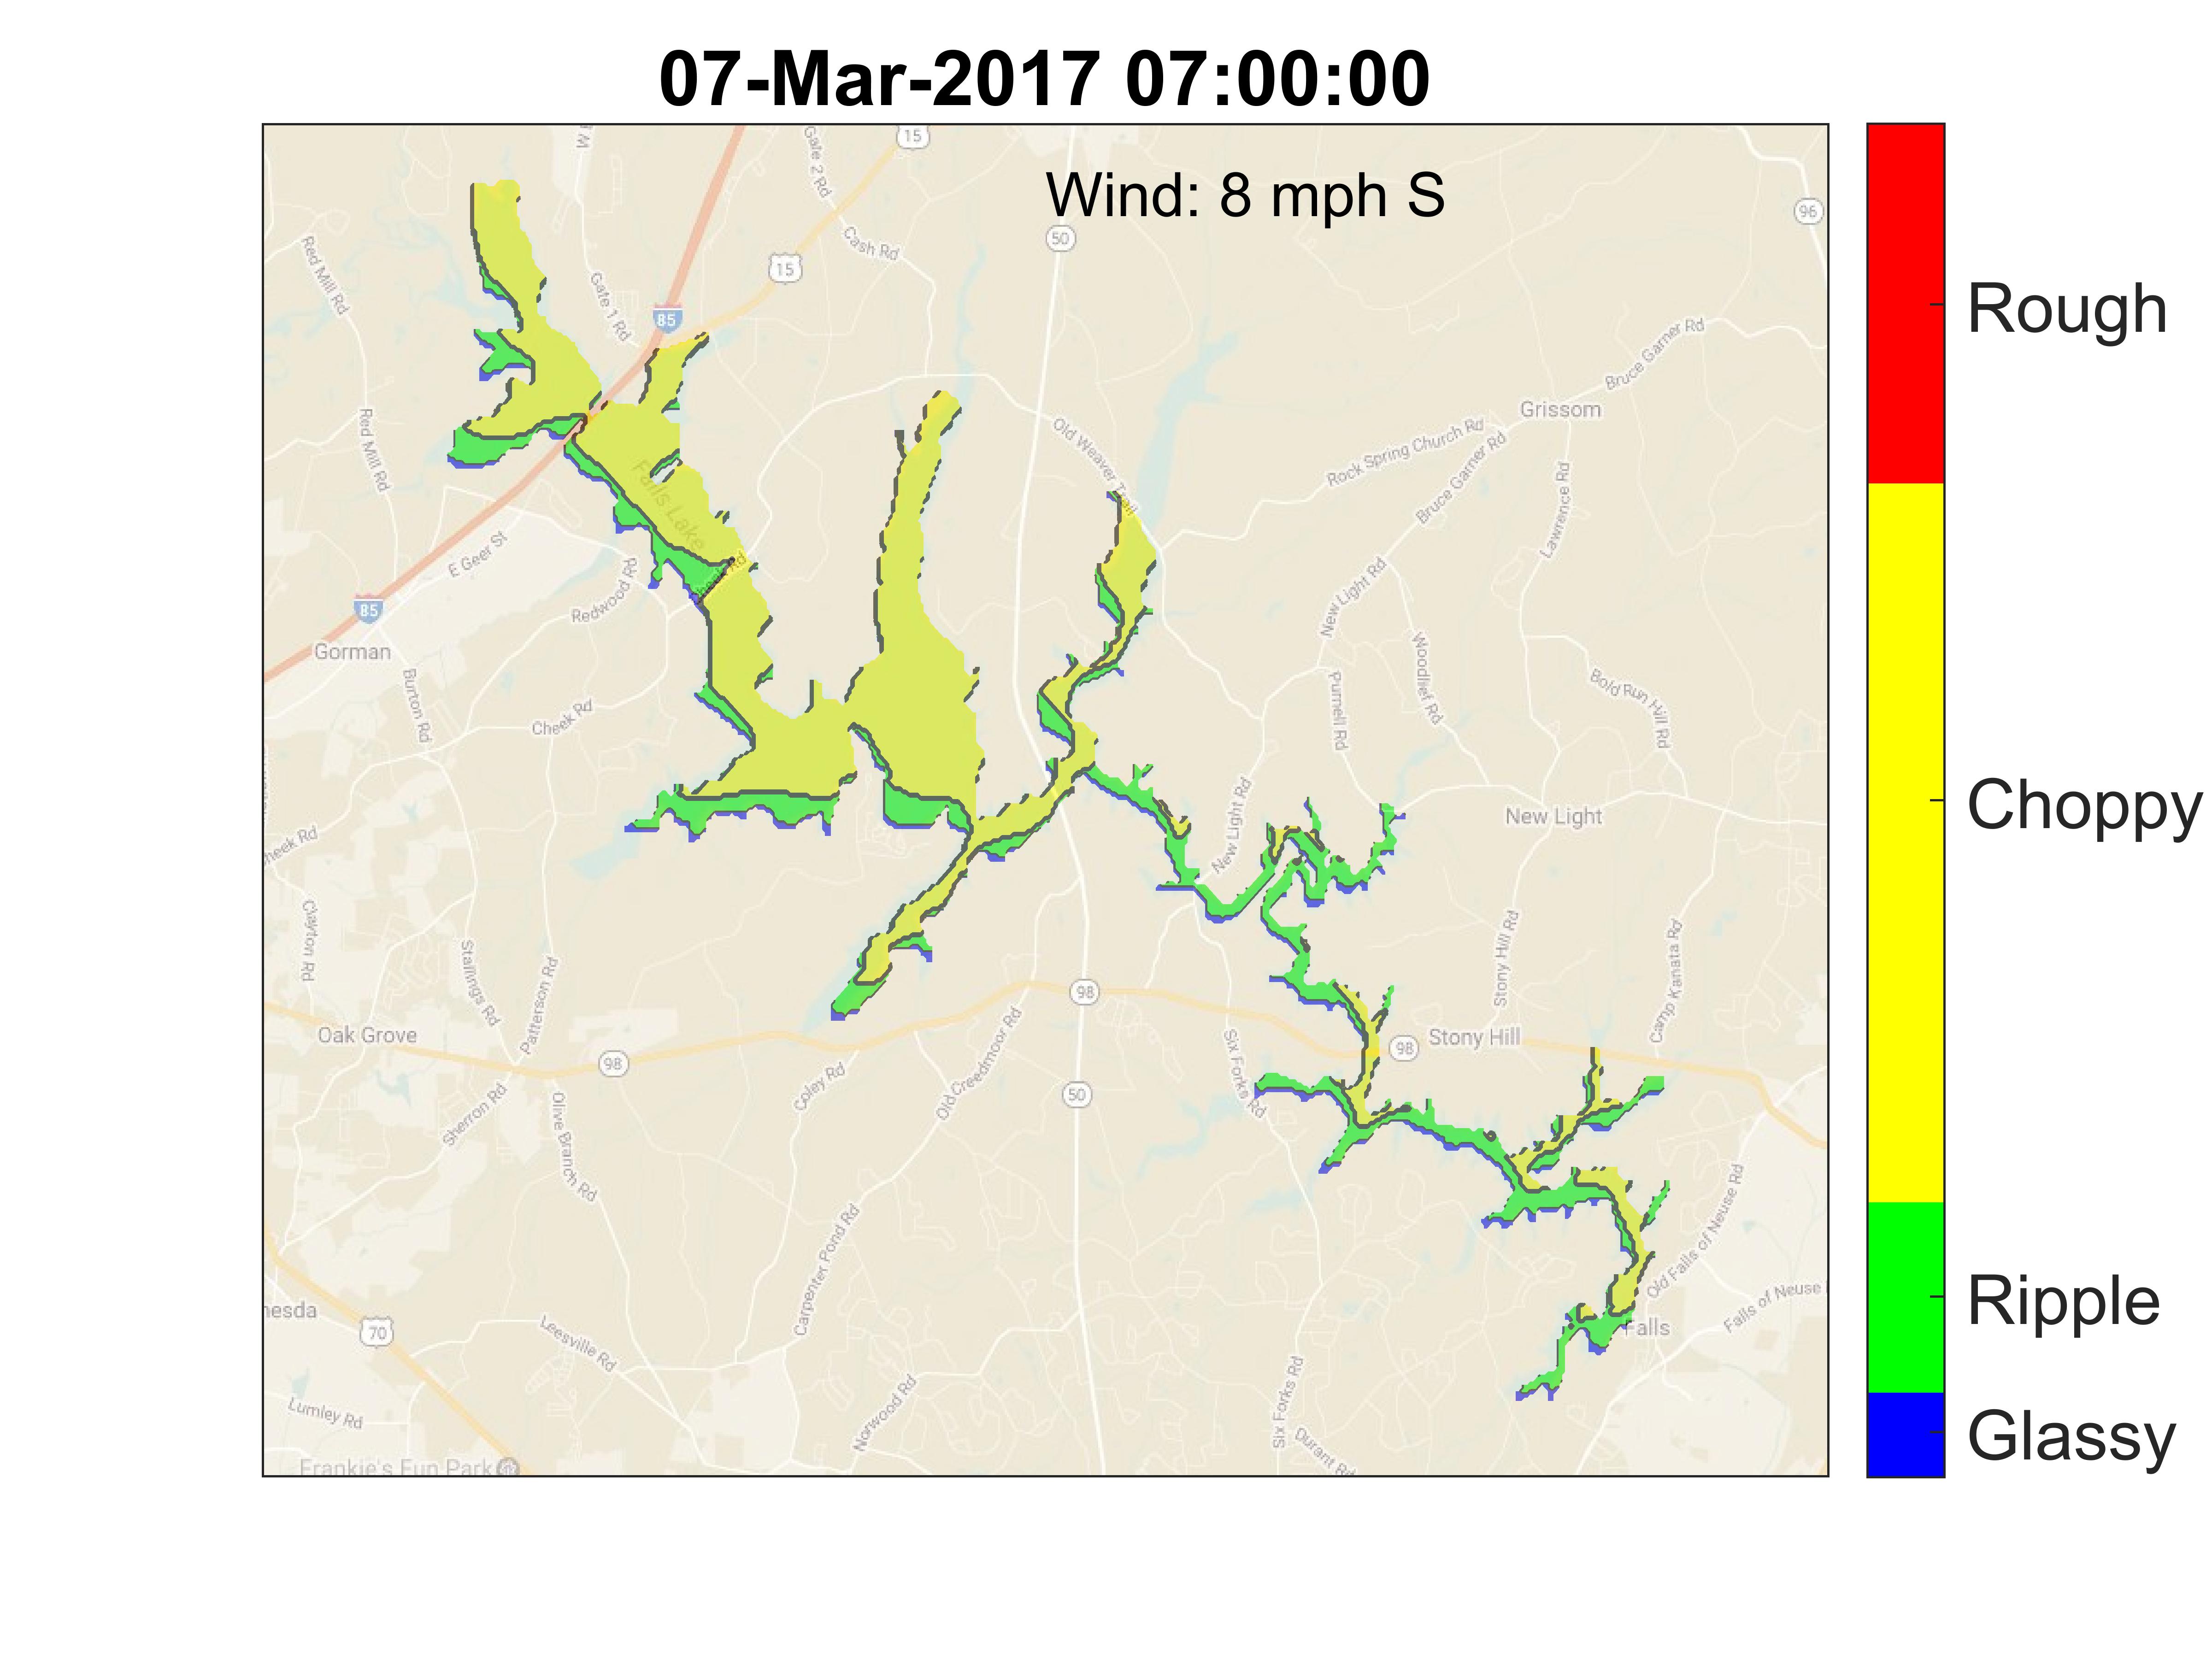 07-Mar-2017 07:00:00
Wind: 8 mph S
15
Gate 2 Rd
96
50
Cash Rd
Red Mill Rd
15
Gate 1 Rd
85
Bruce Garner Rd
Grissom
Rough
Old Weaver Trail
Rock Spring Church Rd
Bruce Garner Rd
Red Mill Rd
Falls Lake
Lawrence Rd
E Geer St
Redwood Rd
New Light Rd
85
Gorman
Burton Rd
Cheek Rd
Purnell Rd
Woodlief Rd
Bold Run Hill Rd
Choppy
New Light
New Light Rd
Clayton Rd
Stallings Rd
Patterson Rd
98
Stony Hill Rd
Camp Kanata Rd
Oak Grove
98
98
Stony Hill
Sherron Rd
Olive Branch Rd
Coley Rd
Old Creedmoor Rd
50
Six Forks Rd
Carpenter Pond Rd
Old Falls of Neuse Rd
Falls of Neuse
Ripple
70
Leesville Rd
Falls
Lumley Rd
Norwood Rd
Six Forks Rd
Durant Rd
Glassy
Frankie's Fun Park